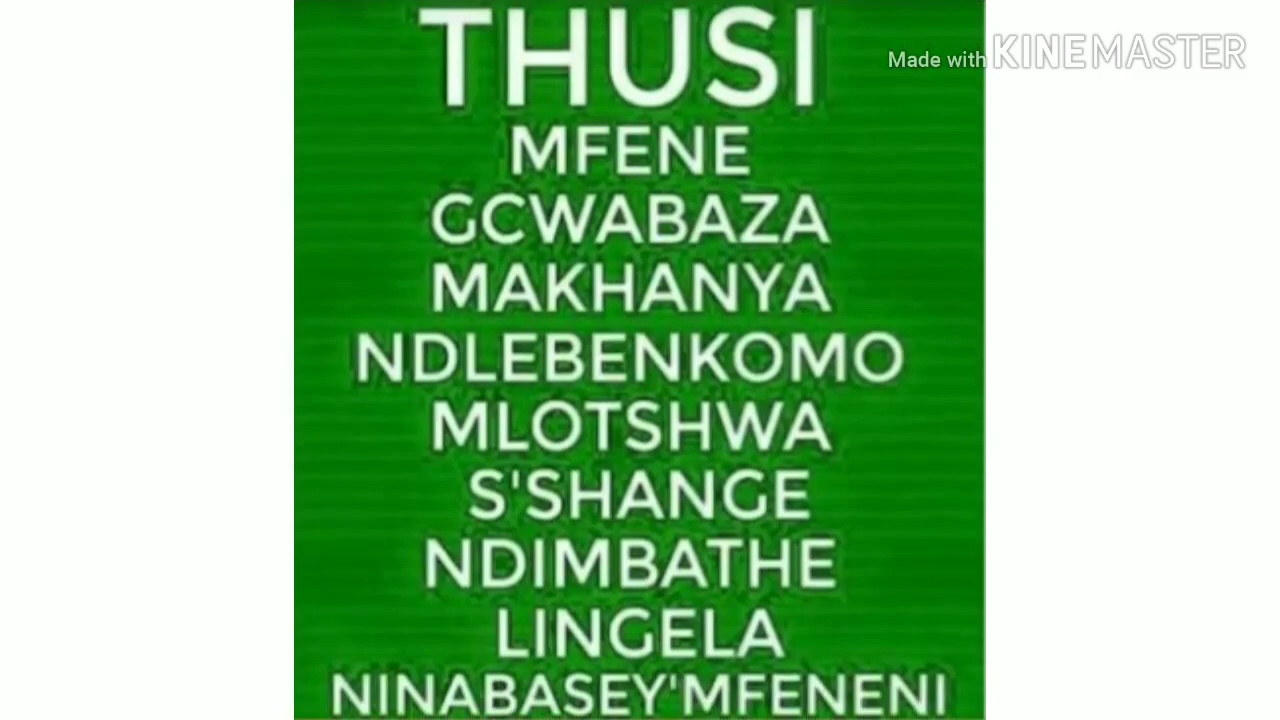 THUSI
Made with KINEMASTER
MFENE
GCWABAZA
MAKHANYA
NDLEBENKOMO
MLOTSHWA
S'SHANGE
NDIMBATHE
LINGELA
NINABASEY'MFENENI